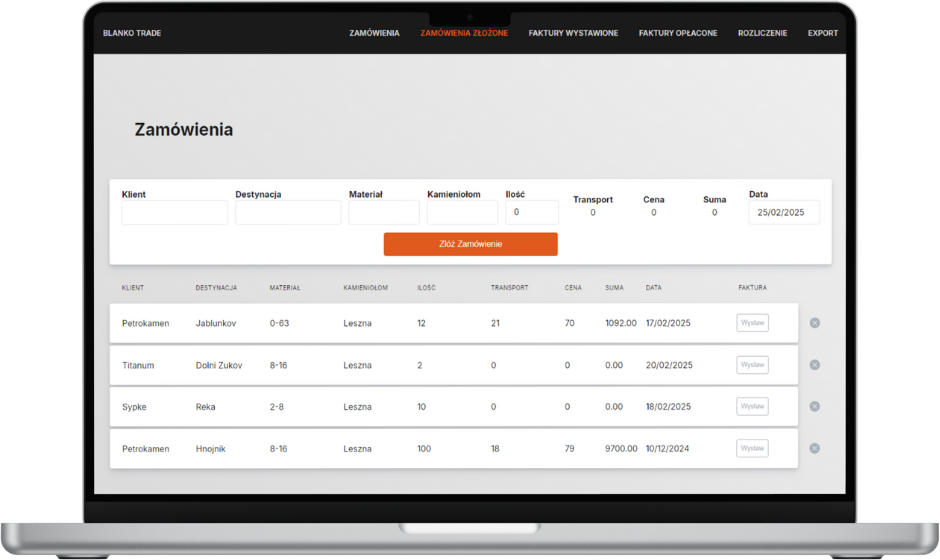 BLANKO TRADE ZAMÓWIENIA ZAMÓWIENIA ZŁOŻONE FAKTURY WYSTAWIONE FAKTURY OPŁACONE ROZLICZENIE EXPORT
Zamówienia
Klient Destynacja Materiał Kamieniołom Ilość Transport Cena Suma Data
0 0 0 0 25/02/2025
Złóż Zamówienie
KLIENT DESTYNACJA MATERIAŁ KAMIENIOŁOM ILOŚĆ TRANSPORT CENA SUMA DATA FAKTURA
Petrokamen Jablunkov 0-63 Leszna 12 21 70 1092.00 17/02/2025 Wystaw
Titanum Dolni Zukov 8-16 Leszna 2 0 0 0.00 20/02/2025 Wystaw
Sypke Reka 2-8 Leszna 10 0 0 0.00 18/02/2025 Wystaw
Petrokamen Hnojnik 8-16 Leszna 100 18 79 9700.00 10/12/2024 Wystaw